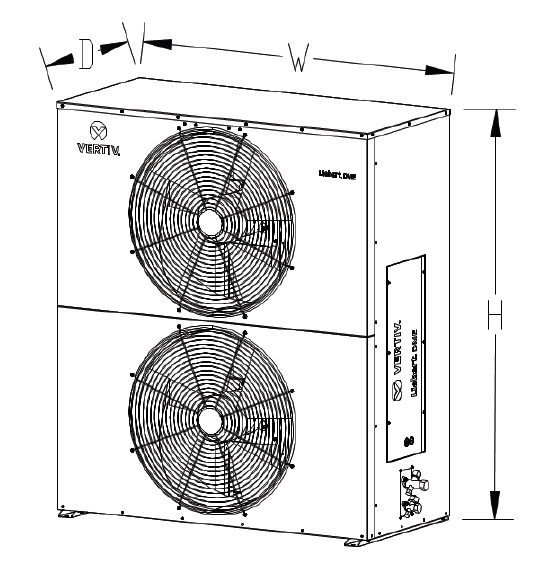 D
W
VERTIV.
Liebert. DME
H
VERTIV.
Liebert. DME